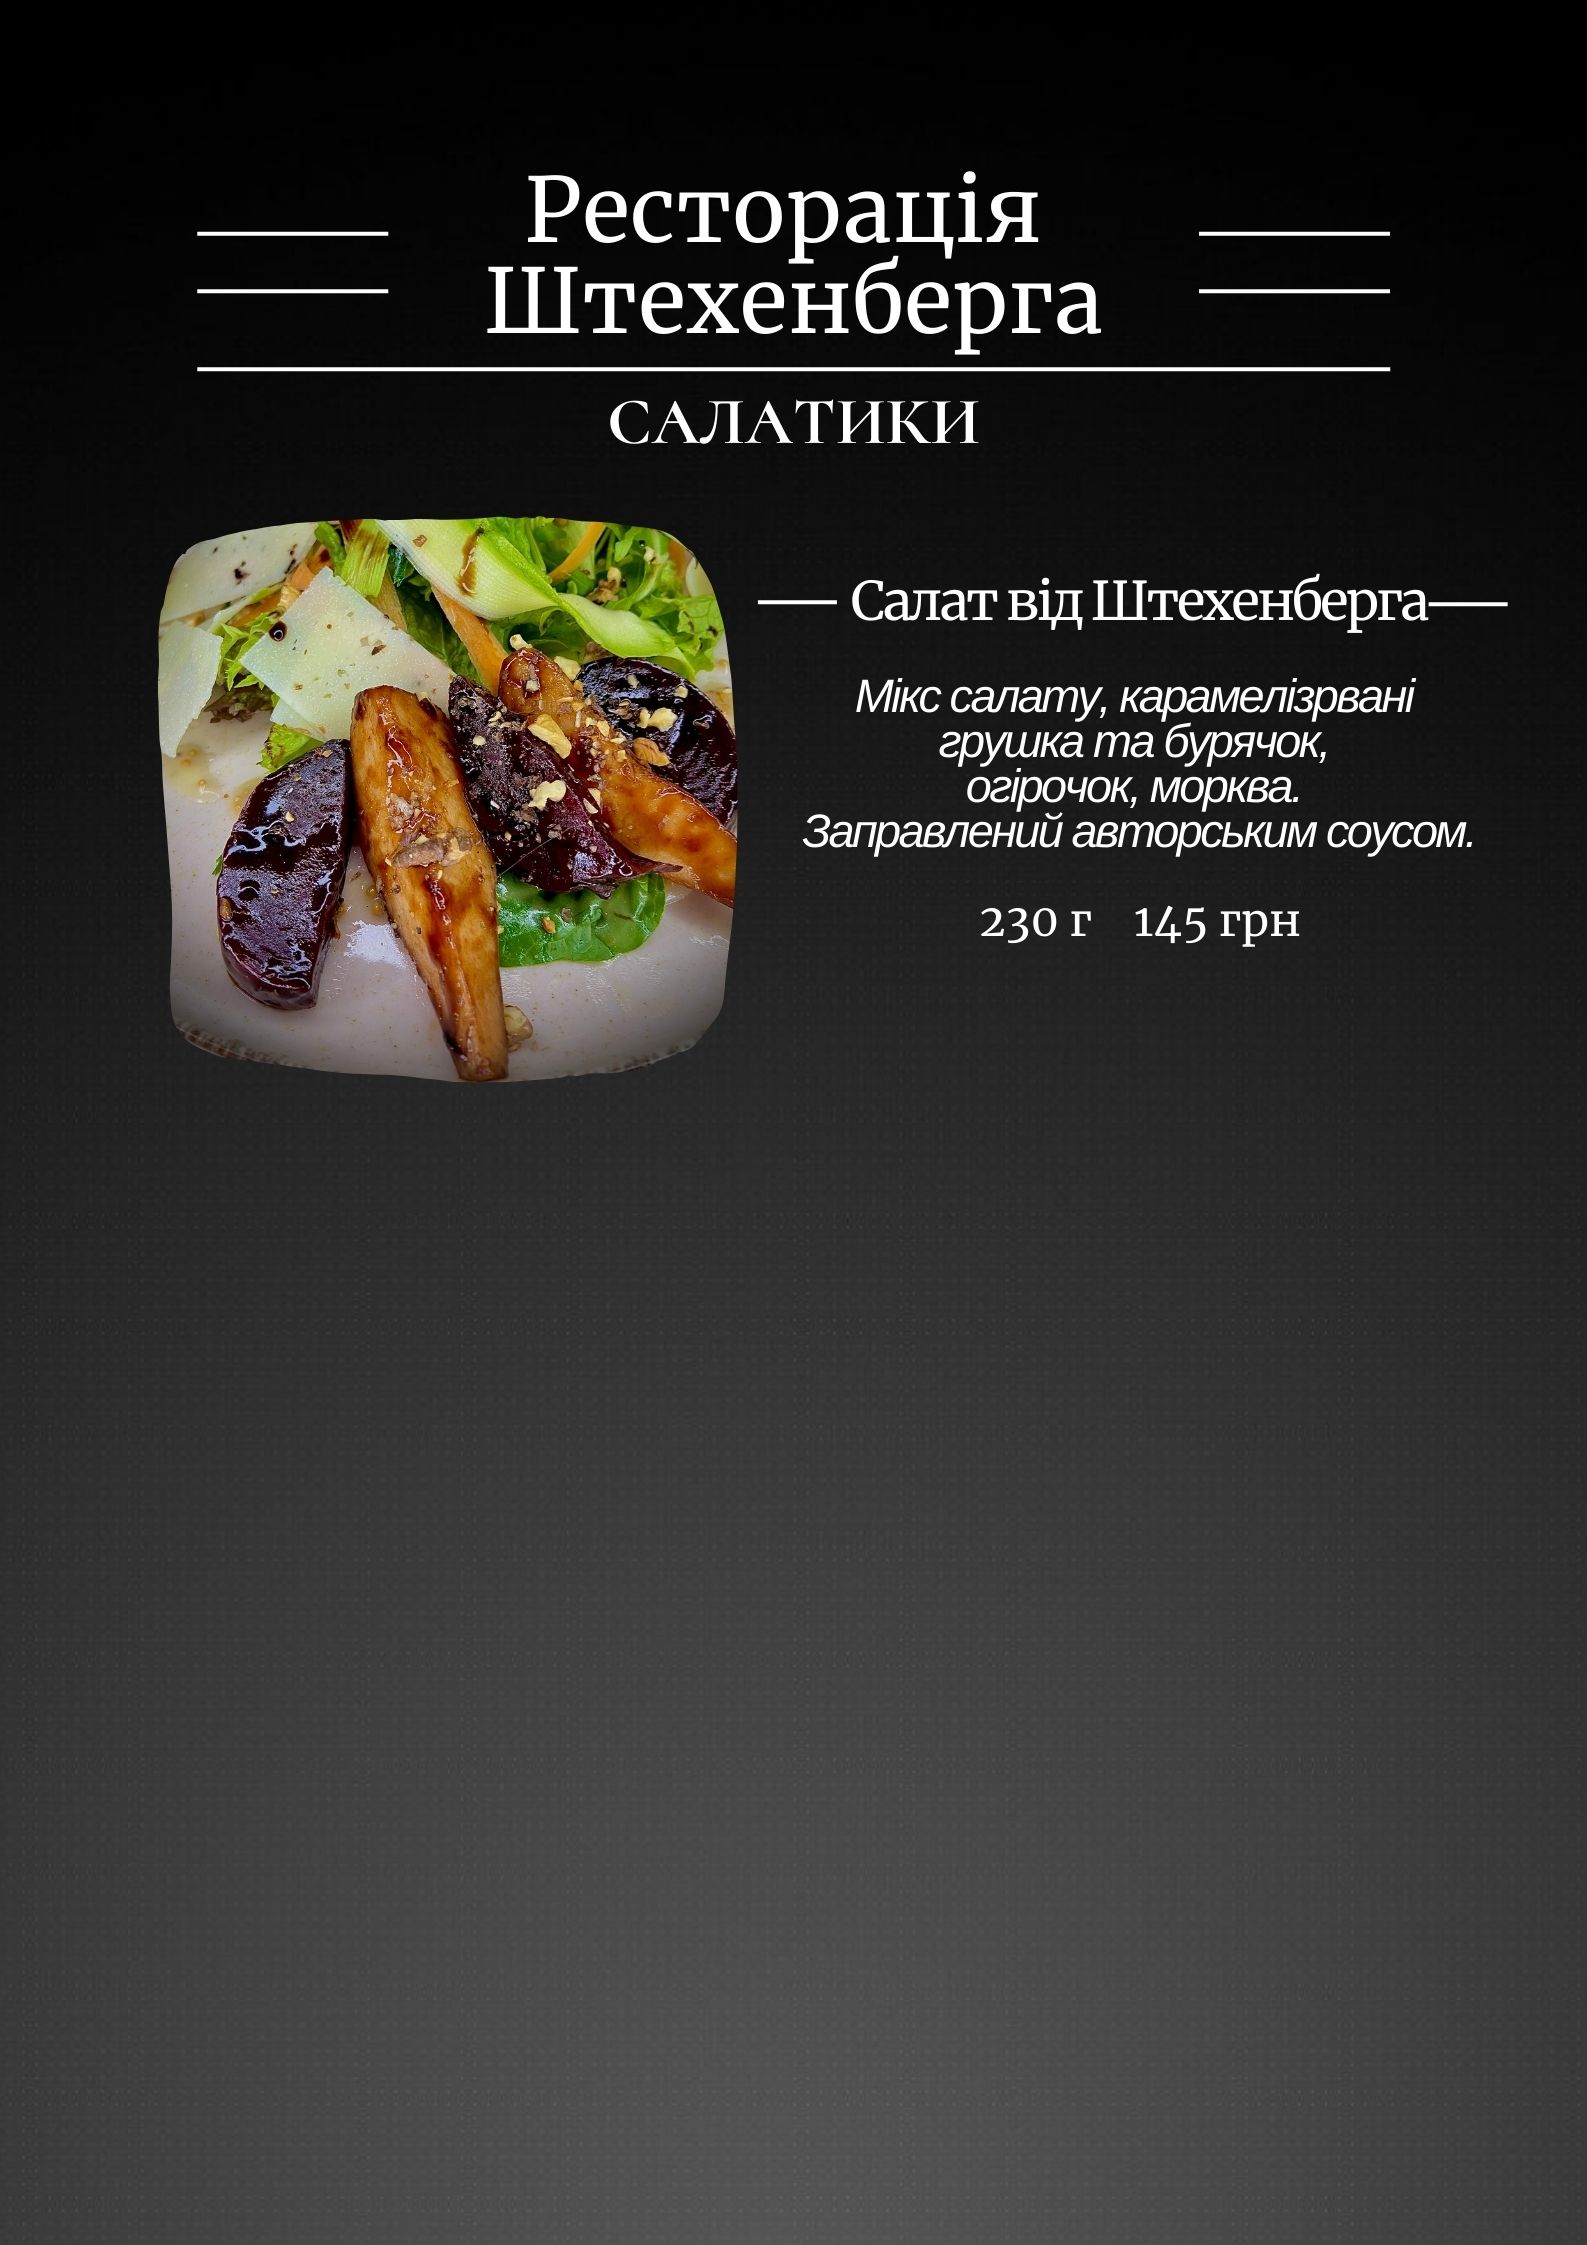 Ресторація
Штехенберга
САЛАТИКИ
Салат від Штехенберга
Мікс салату, карамелізрвані
грушка та бурячок,
огірочок, морква.
Заправлений авторським соусом.
230 г 145 грн